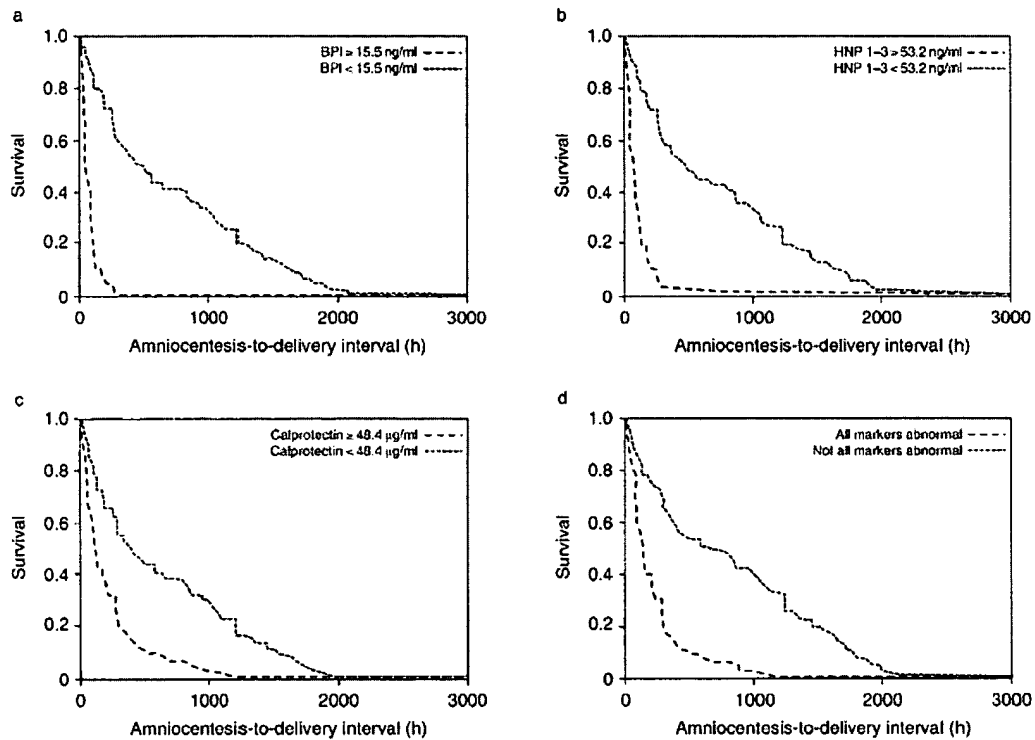 a
1.0
0.8
0.6
0.4
0.2
0
Survival
BPI ≥ 15.5 ng/ml
BPI < 15.5 ng/ml
0 1000 2000 3000
Amniocentesis-to-delivery interval (h)
b
1.0
0.8
0.6
0.4
0.2
0
Survival
HNP 1–3 > 53.2 ng/ml
HNP 1–3 < 53.2 ng/ml
0 1000 2000 3000
Amniocentesis-to-delivery interval (h)
c
1.0
0.8
0.6
0.4
0.2
0
Survival
Calprotectin ≥ 48.4 µg/ml
Calprotectin < 48.4 µg/ml
0 1000 2000 3000
Amniocentesis-to-delivery interval (h)
d
1.0
0.8
0.6
0.4
0.2
0
Survival
All markers abnormal
Not all markers abnormal
0 1000 2000 3000
Amniocentesis-to-delivery interval (h)